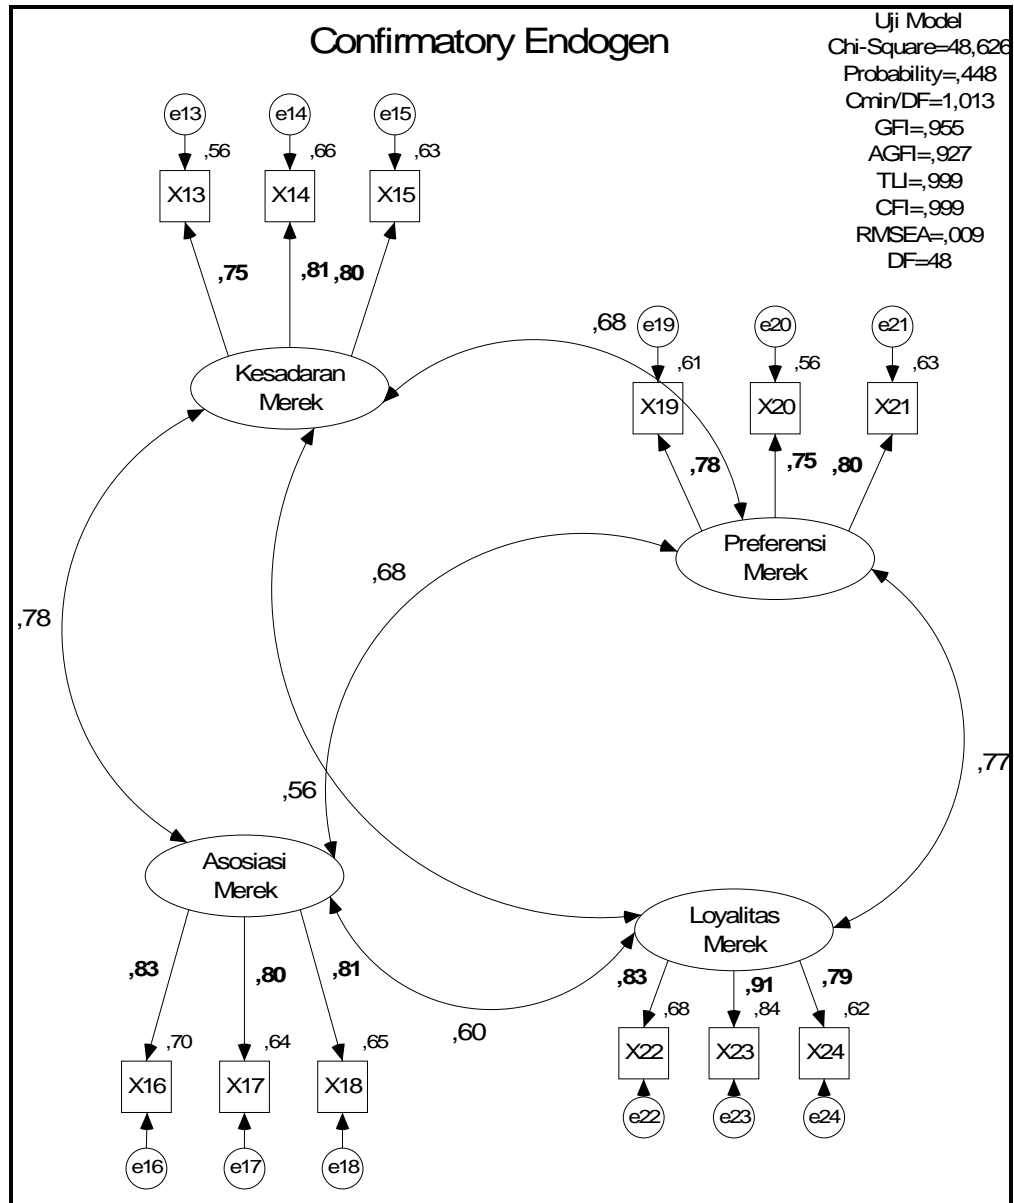 Confirmatory Endogen
Uji Model
Chi-Square=48,626
Probability=,448
Cmin/DF=1,013
GFI=,955
AGFI=,927
TLI=,999
CFI=,999
RMSEA=,009
DF=48
e13
e14
e15
,56
,66
,63
X13
X14
X15
,75
,81
,80
Kesadaran
Merek
,68
e19
e20
e21
,61
,56
,63
X19
X20
X21
,78
,75
,80
Preferensi
Merek
,68
,78
,77
,56
Asosiasi
Merek
Loyalitas
Merek
,83
,80
,81
,83
,91
,79
,60
,70
,64
,65
,68
,84
,62
X16
X17
X18
X22
X23
X24
e16
e17
e18
e22
e23
e24